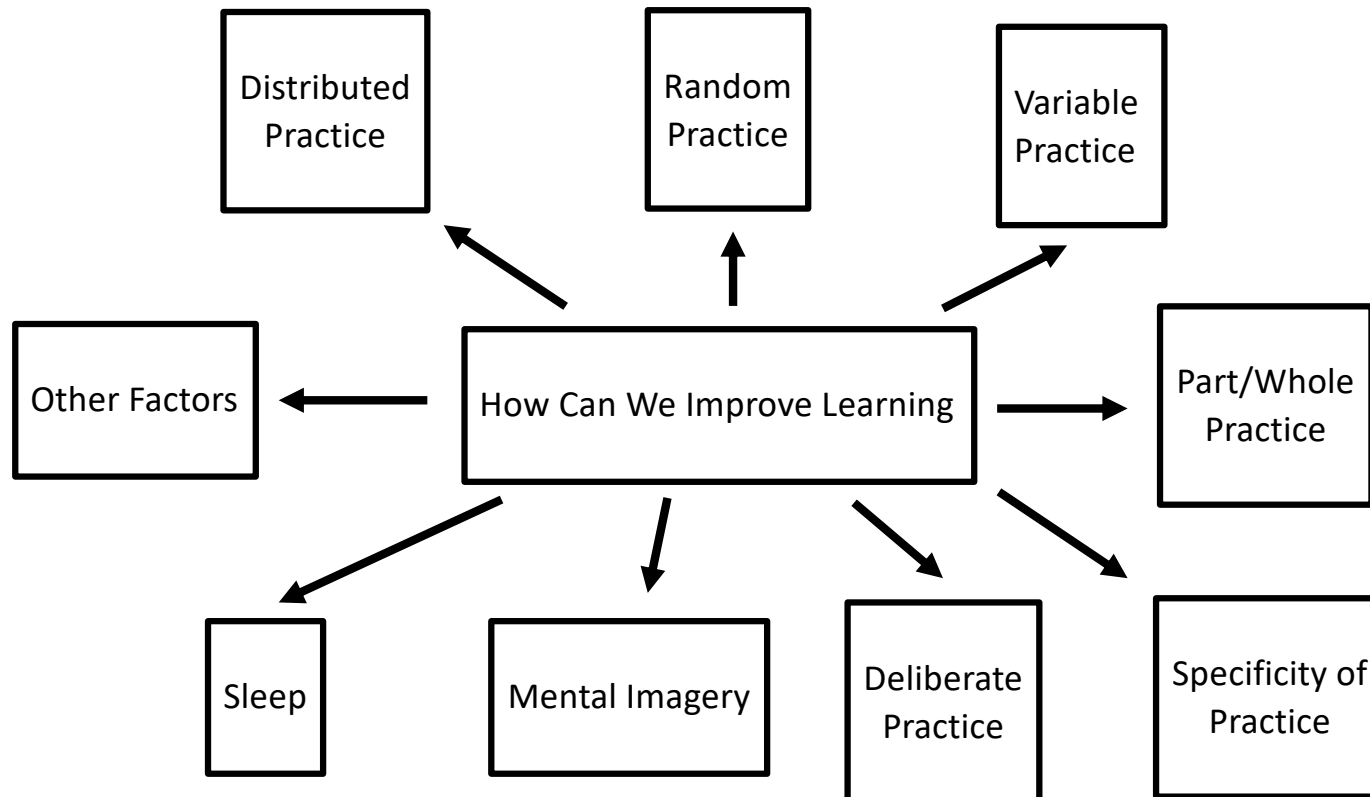 Distributed
Practice
Random
Practice
Variable
Practice
Other Factors
How Can We Improve Learning
Part/Whole
Practice
Sleep
Mental Imagery
Deliberate
Practice
Specificity of
Practice